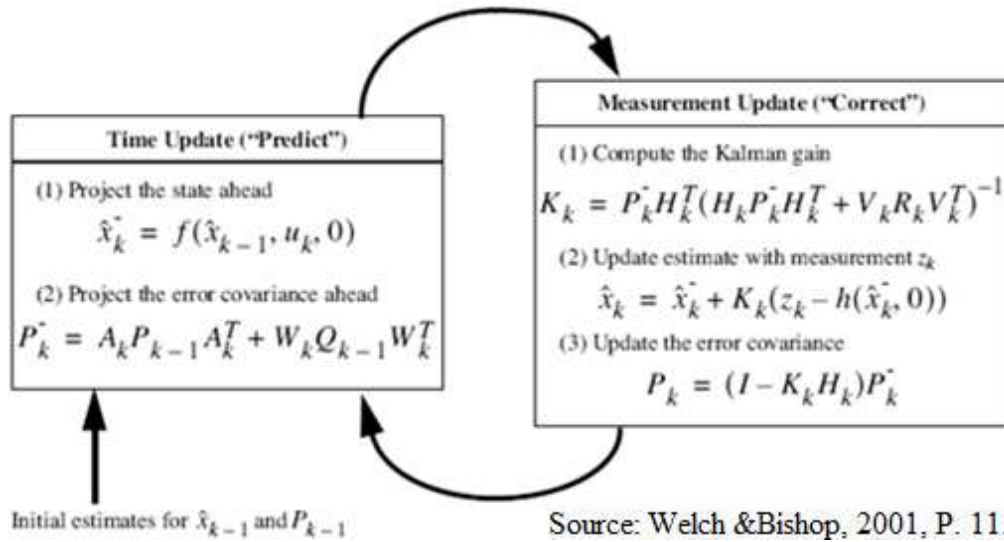 Time Update (“Predict”)
(1) Project the state ahead
x̂⁻ₖ = f(x̂ₖ₋₁, uₖ, 0)
(2) Project the error covariance ahead
P⁻ₖ = AₖPₖ₋₁Aₖᵀ + WₖQₖ₋₁Wₖᵀ
Measurement Update (“Correct”)
(1) Compute the Kalman gain
Kₖ = P⁻ₖHₖᵀ(HₖP⁻ₖHₖᵀ + VₖRₖVₖᵀ)⁻¹
(2) Update estimate with measurement zₖ
x̂ₖ = x̂⁻ₖ + Kₖ(zₖ − h(x̂⁻ₖ, 0))
(3) Update the error covariance
Pₖ = (I − KₖHₖ)P⁻ₖ
Initial estimates for x̂ₖ₋₁ and Pₖ₋₁
Source: Welch &Bishop, 2001, P. 11.